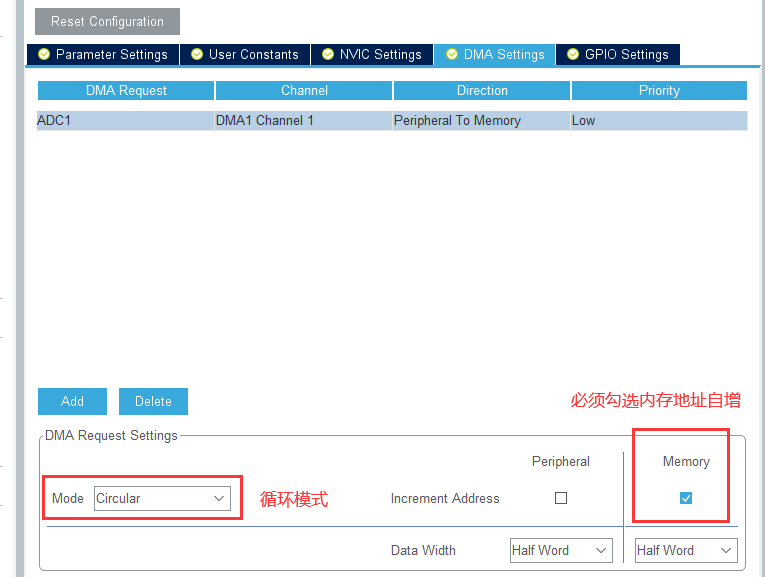 Reset Configuration
Parameter Settings User Constants NVIC Settings DMA Settings GPIO Settings
DMA Request Channel Direction Priority
ADC1 DMA1 Channel 1 Peripheral To Memory Low
Add Delete
必须勾选内存地址自增
DMA Request Settings
Peripheral Memory
Mode Circular 循环模式 Increment Address
Data Width Half Word Half Word